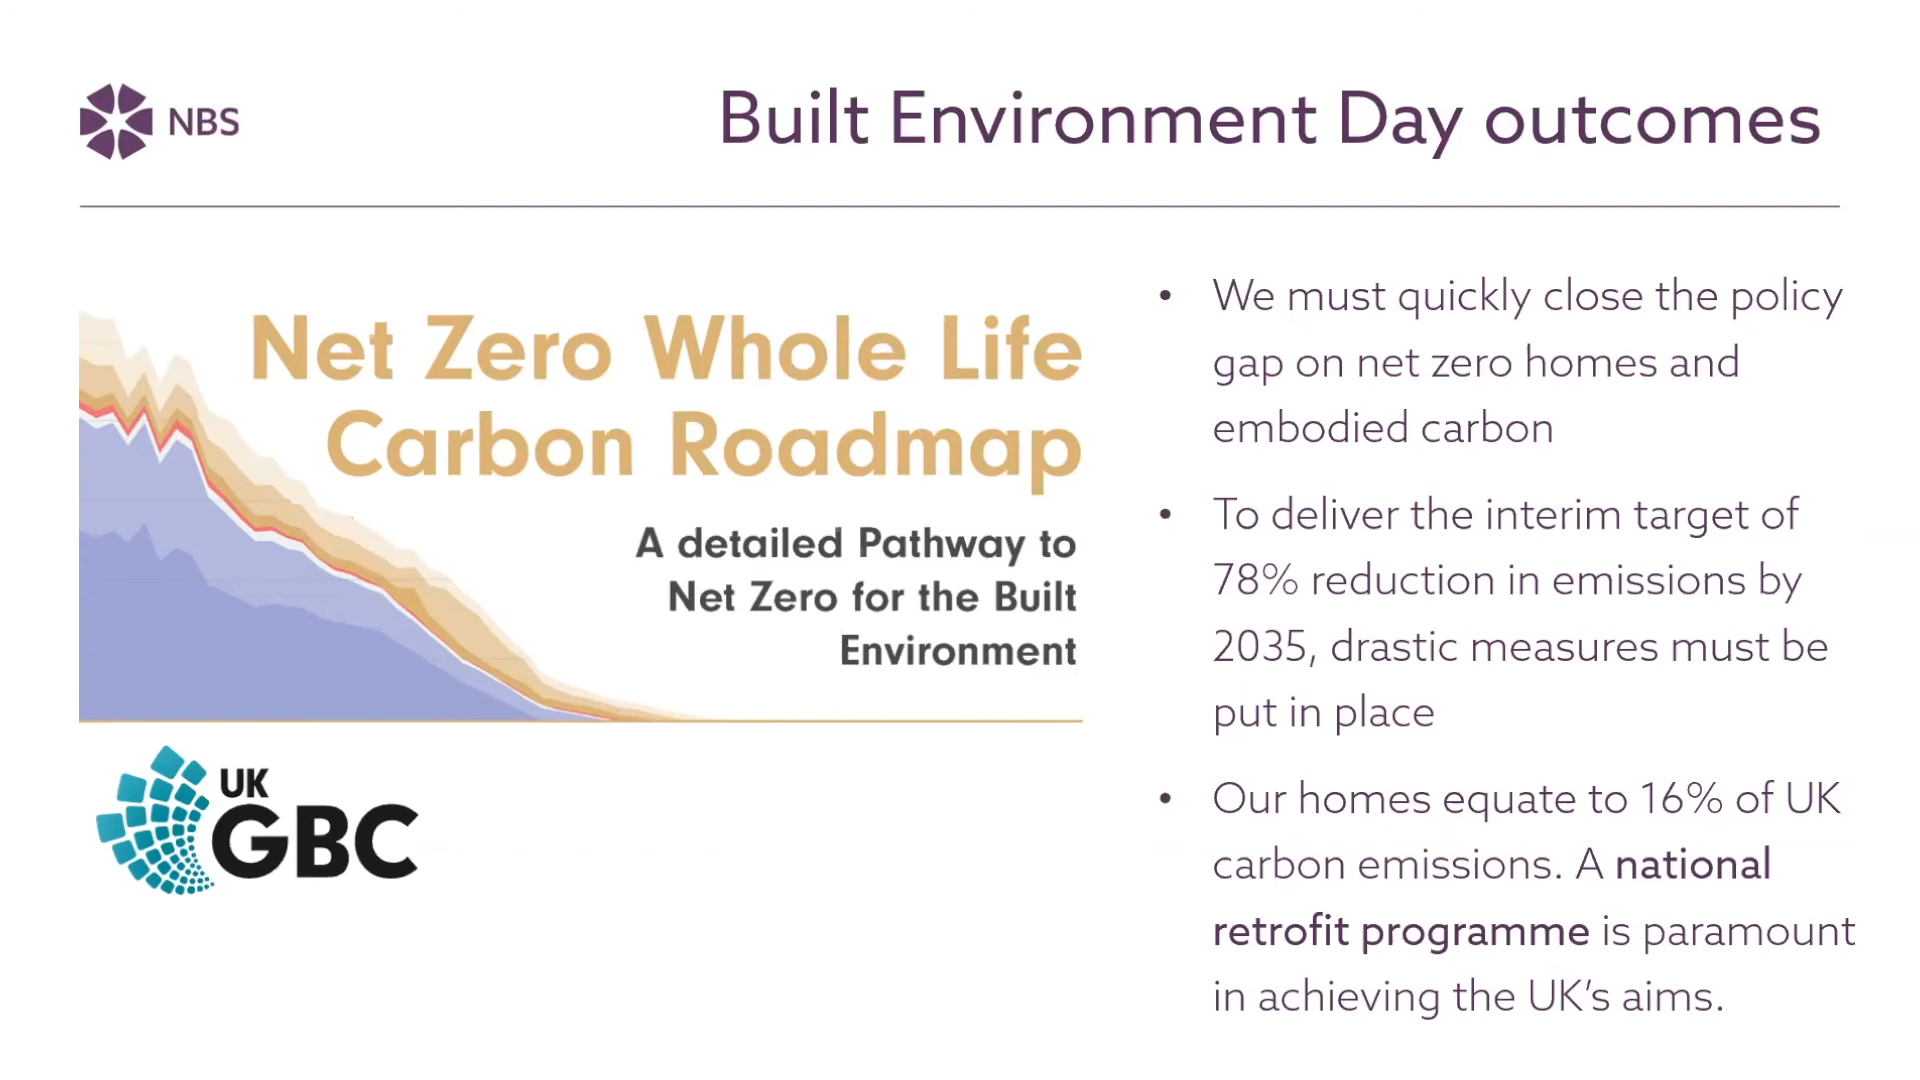 NBS
Built Environment Day outcomes
Net Zero Whole Life
Carbon Roadmap
A detailed Pathway to
Net Zero for the Built
Environment
UK
GBC
• We must quickly close the policy
gap on net zero homes and
embodied carbon
• To deliver the interim target of
78% reduction in emissions by
2035, drastic measures must be
put in place
• Our homes equate to 16% of UK
carbon emissions. A national
retrofit programme is paramount
in achieving the UK’s aims.